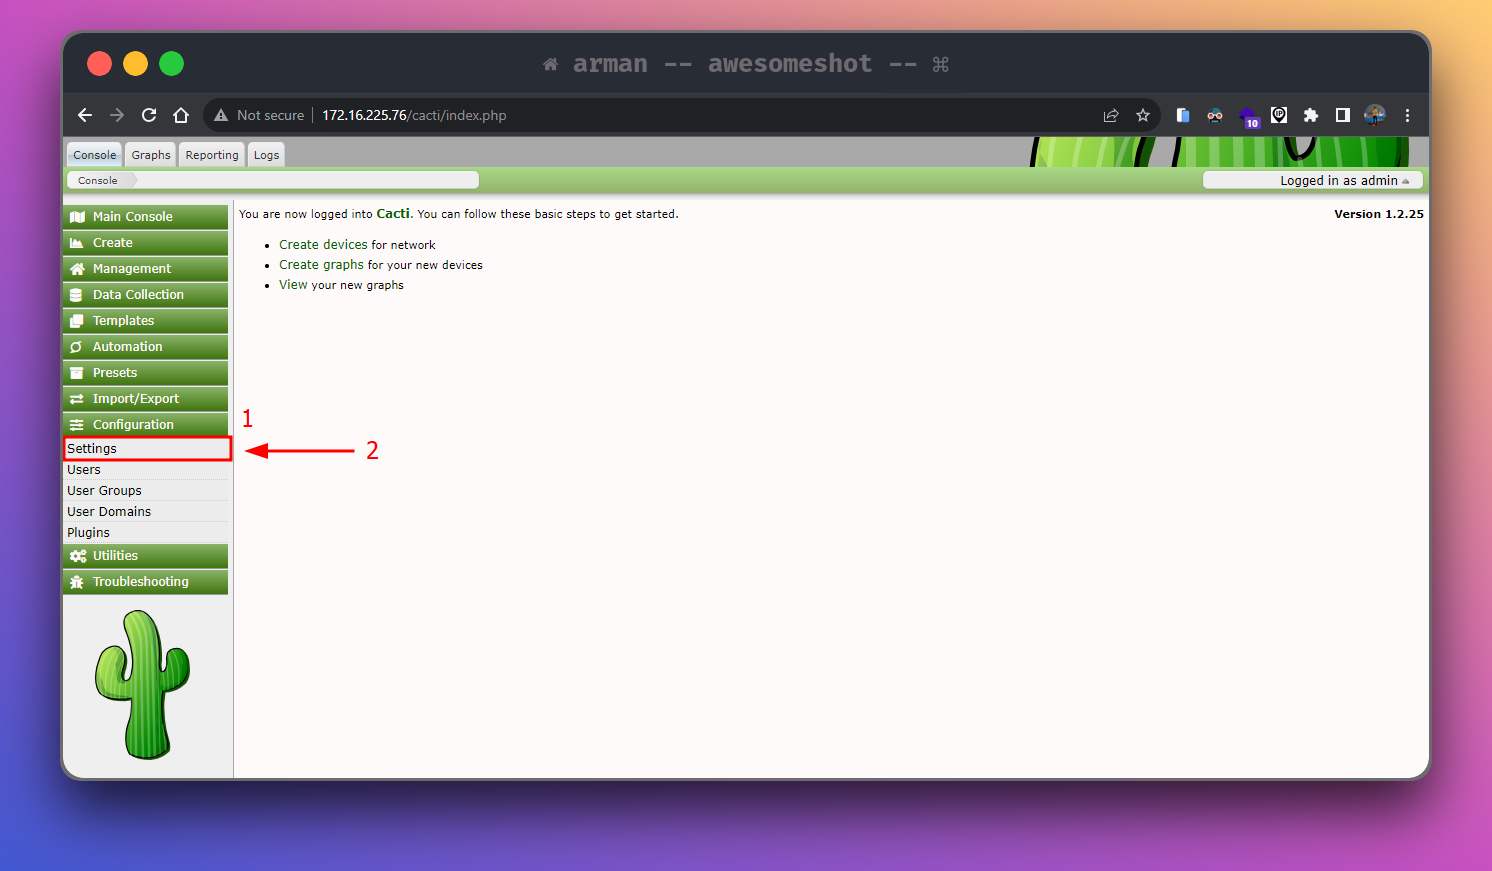 arman -- awesomeshot -- ⌘
Not secure 172.16.225.76/cacti/index.php
10
Console Graphs Reporting Logs
Console
Logged in as admin
Main Console
Create
Management
Data Collection
Templates
Automation
Presets
Import/Export
Configuration
Settings
Users
User Groups
User Domains
Plugins
Utilities
Troubleshooting
You are now logged into Cacti. You can follow these basic steps to get started.
Version 1.2.25
• Create devices for network
• Create graphs for your new devices
• View your new graphs
1
2